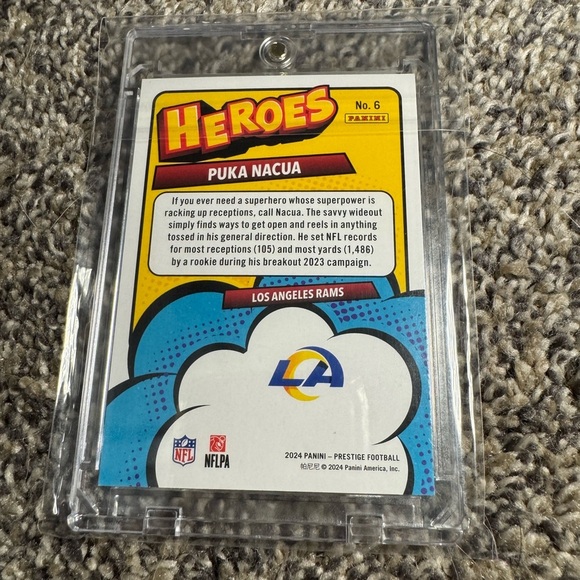 HEROES
No. 6
PANINI
PUKA NACUA
If you ever need a superhero whose superpower is
racking up receptions, call Nacua. The savvy wideout
simply finds ways to get open and reels in anything
tossed in his general direction. He set NFL records
for most receptions (105) and most yards (1,486)
by a rookie during his breakout 2023 campaign.
LOS ANGELES RAMS
LA
NFL
NFLPA
2024 PANINI – PRESTIGE FOOTBALL
帕尼尼 © 2024 Panini America, Inc.